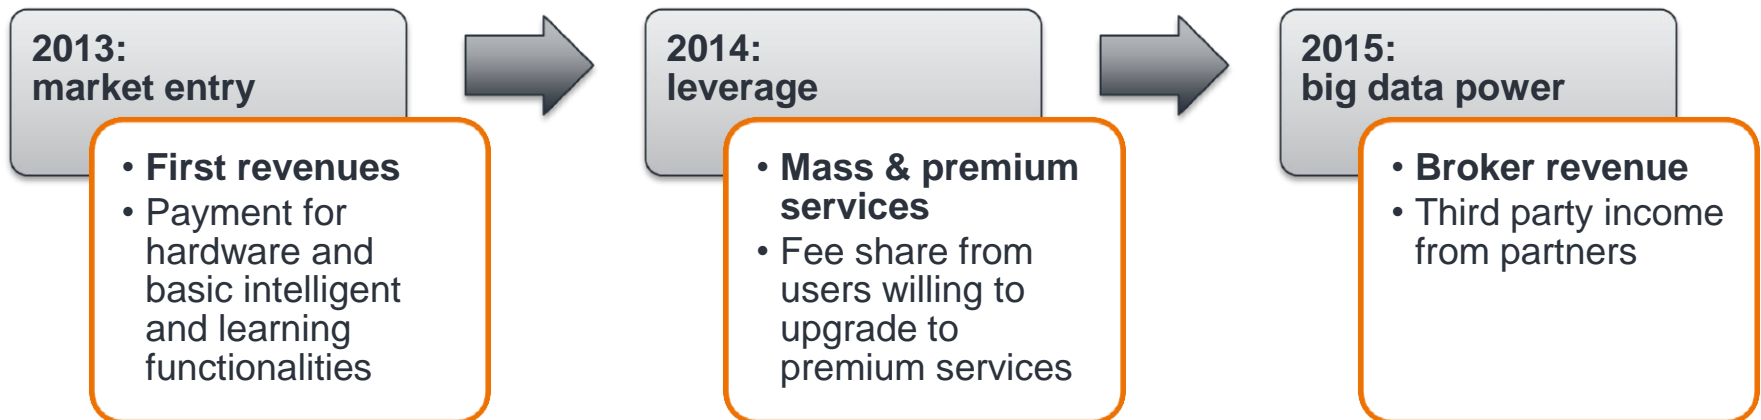 2013:
market entry
• First revenues
• Payment for
hardware and
basic intelligent
and learning
functionalities
2014:
leverage
• Mass & premium
services
• Fee share from
users willing to
upgrade to
premium services
2015:
big data power
• Broker revenue
• Third party income
from partners